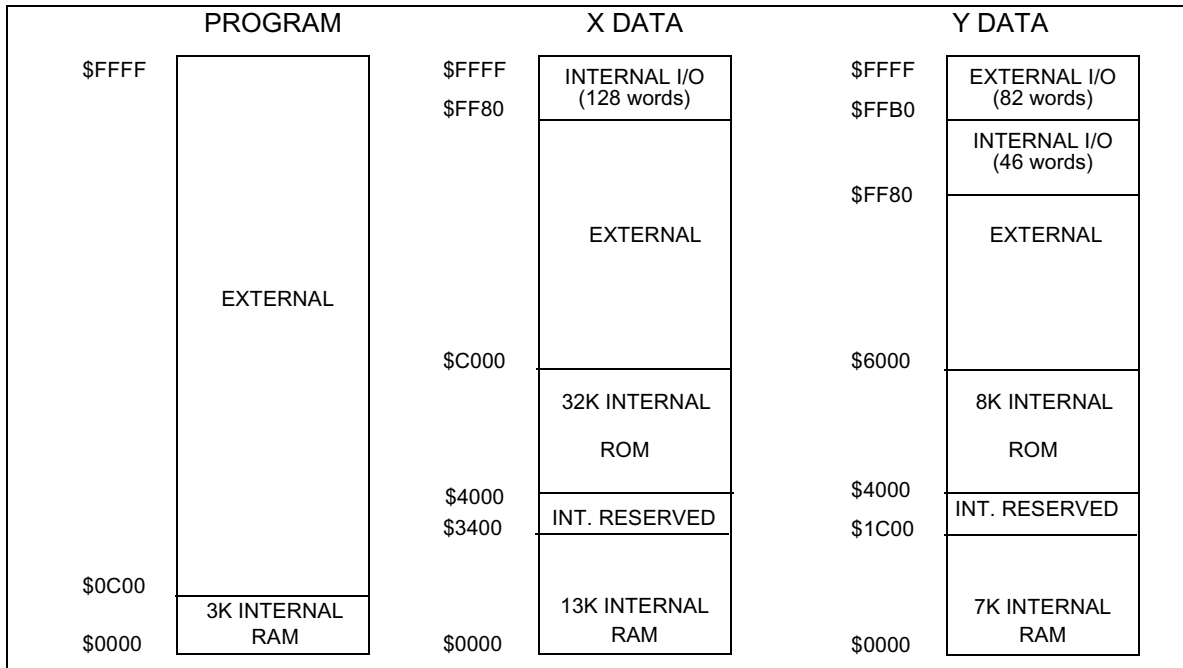 PROGRAM
$FFFF
EXTERNAL
$0C00
3K INTERNAL
RAM
$0000
X DATA
$FFFF
INTERNAL I/O
(128 words)
$FF80
EXTERNAL
$C000
32K INTERNAL
ROM
$4000
INT. RESERVED
$3400
13K INTERNAL
RAM
$0000
Y DATA
$FFFF
EXTERNAL I/O
(82 words)
$FFB0
INTERNAL I/O
(46 words)
$FF80
EXTERNAL
$6000
8K INTERNAL
ROM
$4000
INT. RESERVED
$1C00
7K INTERNAL
RAM
$0000